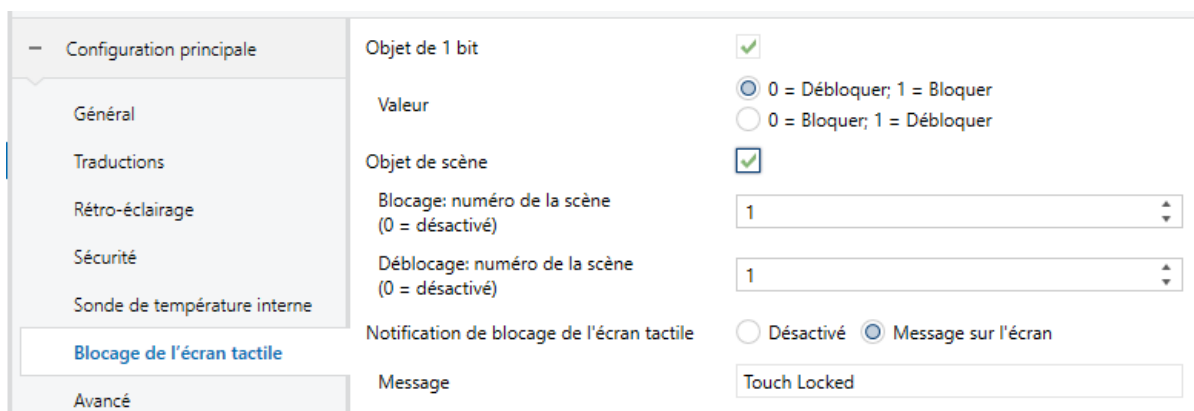 − Configuration principale
Général
Traductions
Rétro-éclairage
Sécurité
Sonde de température interne
Blocage de l’écran tactile
Avancé
Objet de 1 bit
Valeur
0 = Débloquer; 1 = Bloquer
0 = Bloquer; 1 = Débloquer
Objet de scène
Blocage: numéro de la scène
(0 = désactivé)
1
Déblocage: numéro de la scène
(0 = désactivé)
1
Notification de blocage de l'écran tactile
Désactivé
Message sur l'écran
Message
Touch Locked